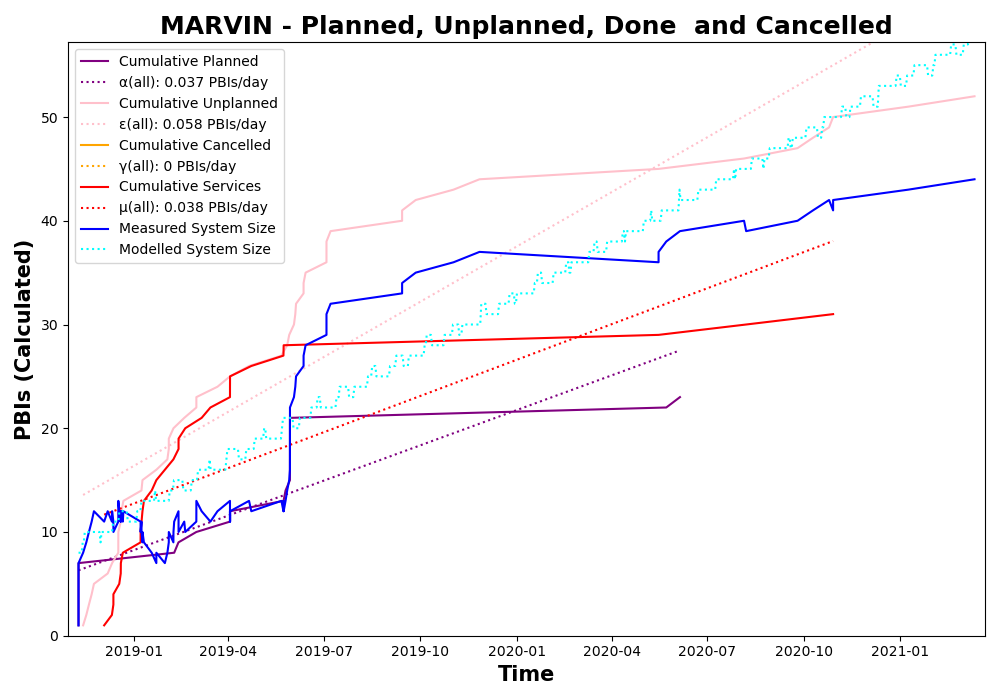 MARVIN - Planned, Unplanned, Done  and Cancelled
Cumulative Planned
α(all): 0.037 PBIs/day
Cumulative Unplanned
ε(all): 0.058 PBIs/day
Cumulative Cancelled
γ(all): 0 PBIs/day
Cumulative Services
μ(all): 0.038 PBIs/day
Measured System Size
Modelled System Size
PBIs (Calculated)
50
40
30
20
10
0
2019-01
2019-04
2019-07
2019-10
2020-01
2020-04
2020-07
2020-10
2021-01
Time